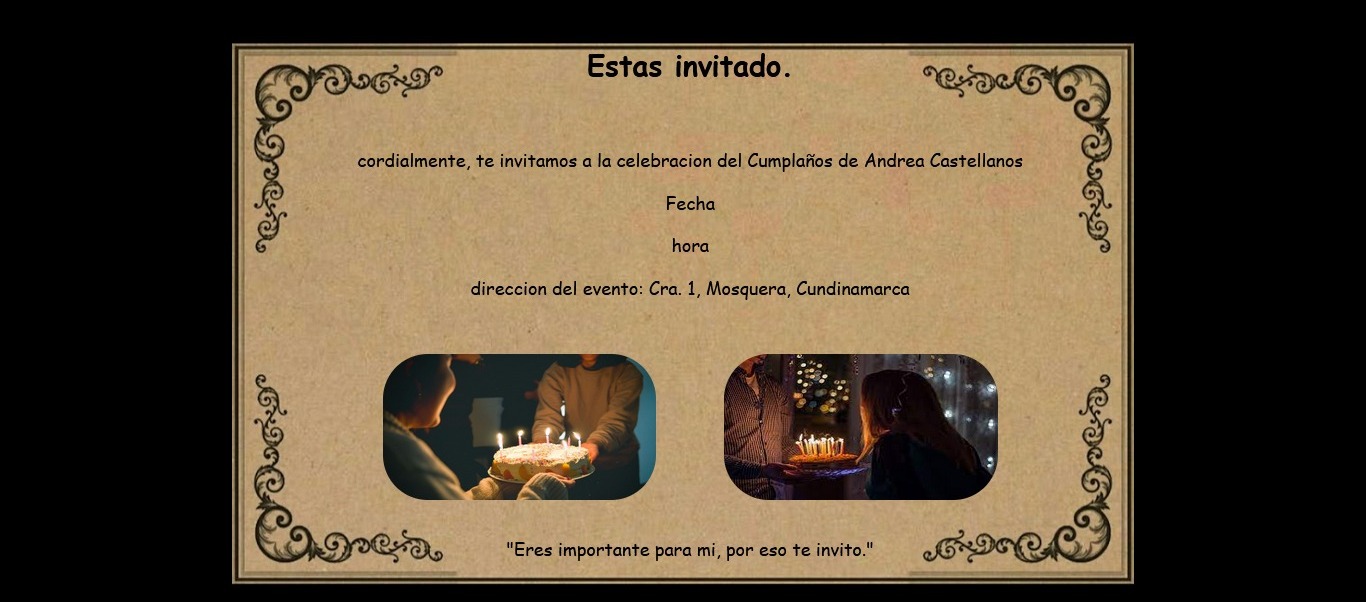 Estas invitado.
cordialmente, te invitamos a la celebracion del Cumplaños de Andrea Castellanos
Fecha
hora
direccion del evento: Cra. 1, Mosquera, Cundinamarca
"Eres importante para mi, por eso te invito."